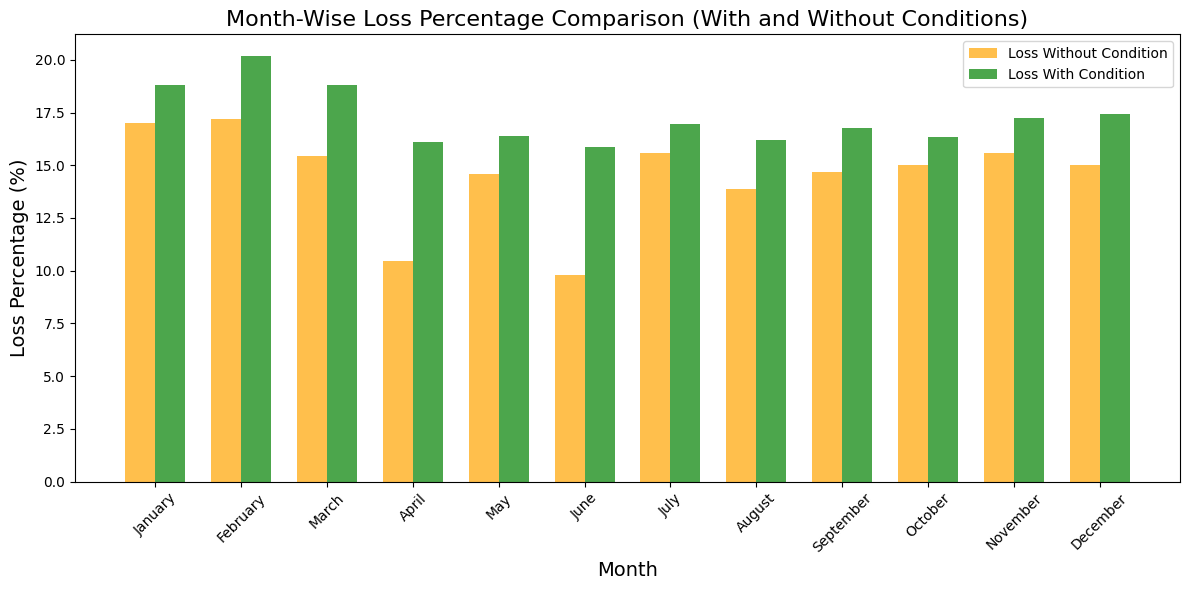 Month-Wise Loss Percentage Comparison (With and Without Conditions)
Loss Without Condition
Loss With Condition
Loss Percentage (%)
20.0
17.5
15.0
12.5
10.0
7.5
5.0
2.5
0.0
January
February
March
April
May
June
July
August
September
October
November
December
Month